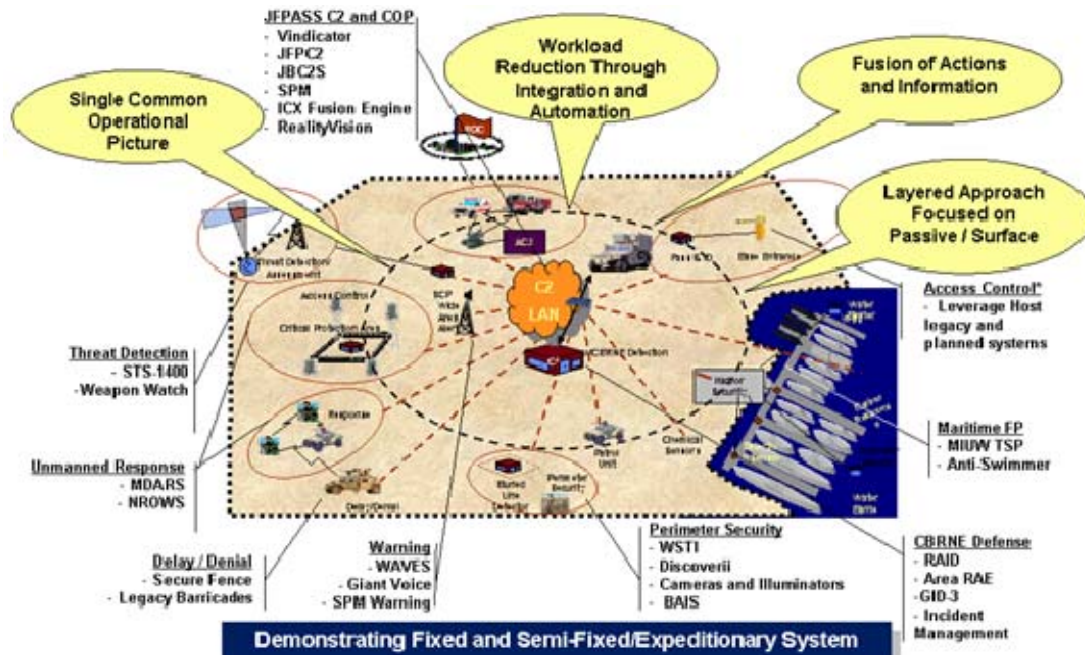 JFPASS C2 and COP
- Vindicator
- JFPC2
- JBC2S
- SPM
- ICX Fusion Engine
- RealityVision
Single Common
Operational
Picture
Workload
Reduction Through
Integration and
Automation
Fusion of Actions
and Information
Layered Approach
Focused on
Passive / Surface
Threat Detection/
Access Control
Critical Protection Area
C2
LAN
Response
Delay/Denial
Patrol
Chemical
Sensors
Perimeter
Security
Access Control*
- Leverage Host
legacy and
planned systems
Threat Detection
- STS-1400
-Weapon Watch
Unmanned Response
- MDARS
- NROWS
Maritime FP
- MIUW TSP
- Anti-Swimmer
Delay / Denial
- Secure Fence
- Legacy Barricades
Warning
- WAVES
- Giant Voice
- SPM Warning
Perimeter Security
- WSTI
- Discoverii
- Cameras and Illuminators
- BAIS
CBRNE Defense
- RAID
- Area RAE
- GID-3
- Incident
Management
Demonstrating Fixed and Semi-Fixed/Expeditionary System